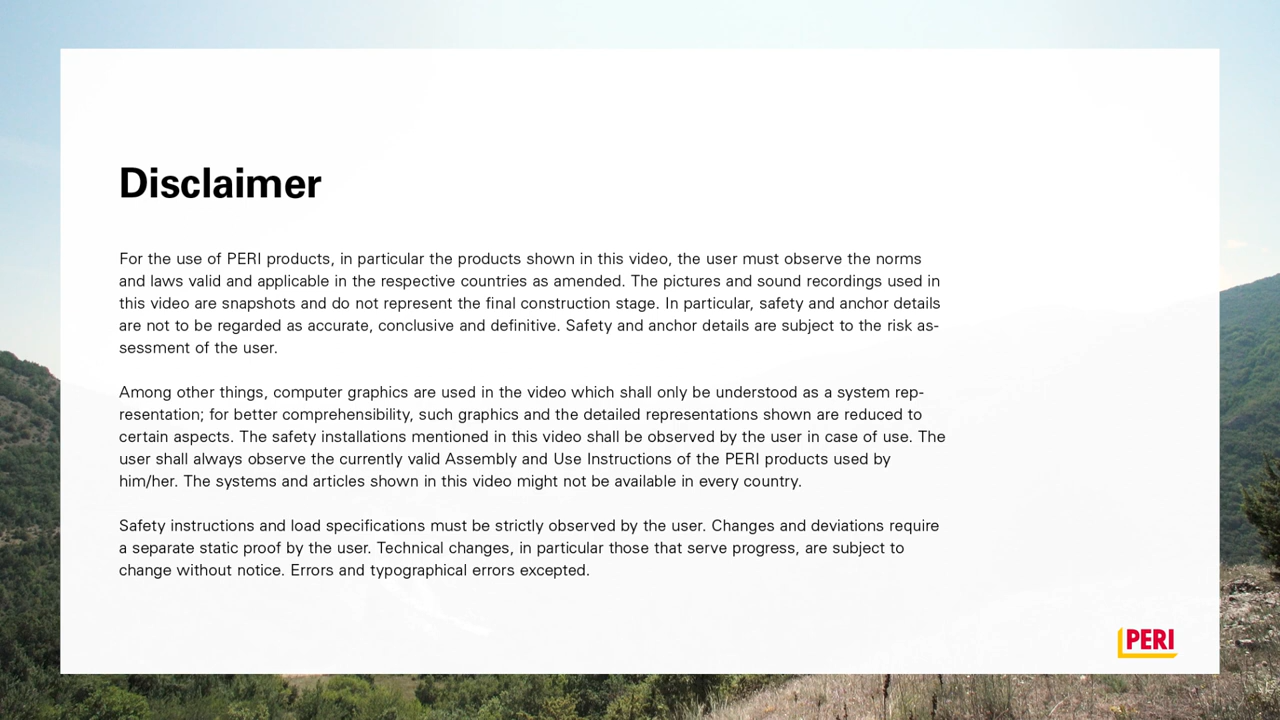 Disclaimer
For the use of PERI products, in particular the products shown in this video, the user must observe the norms
and laws valid and applicable in the respective countries as amended. The pictures and sound recordings used in
this video are snapshots and do not represent the final construction stage. In particular, safety and anchor details
are not to be regarded as accurate, conclusive and definitive. Safety and anchor details are subject to the risk as-
sessment of the user.
Among other things, computer graphics are used in the video which shall only be understood as a system rep-
resentation; for better comprehensibility, such graphics and the detailed representations shown are reduced to
certain aspects. The safety installations mentioned in this video shall be observed by the user in case of use. The
user shall always observe the currently valid Assembly and Use Instructions of the PERI products used by
him/her. The systems and articles shown in this video might not be available in every country.
Safety instructions and load specifications must be strictly observed by the user. Changes and deviations require
a separate static proof by the user. Technical changes, in particular those that serve progress, are subject to
change without notice. Errors and typographical errors excepted.
PERI